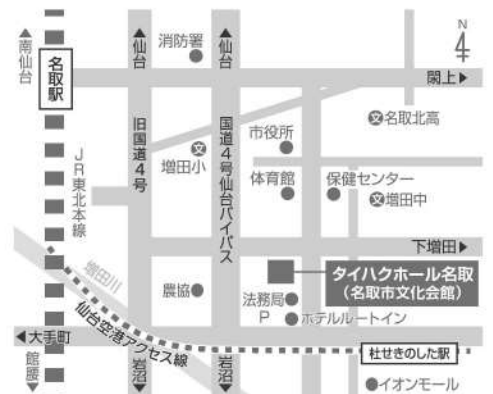 ▲南仙台
名取駅
▲仙台
消防署
▲仙台
N
4
閖上▶
文名取北高
市役所
旧国道4号
文
増田小
国道4号仙台バイパス
JR東北本線
体育館
保健センター
文増田中
下増田▶
タイハクホール名取
(名取市文化会館)
増田川
農協
法務局
P
ホテルルートイン
仙台空港アクセス線
◀大手町
館腰▼
岩沼▼
岩沼▼
杜せきのした駅
イオンモール